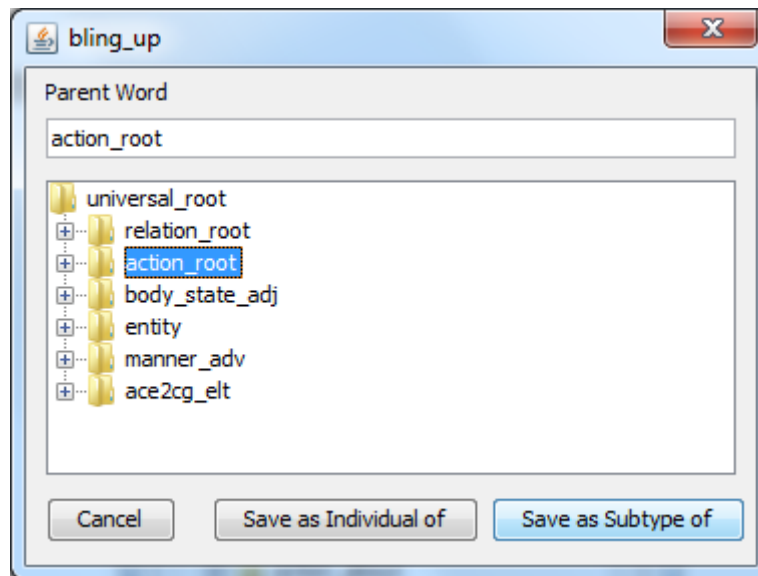 bling_up
Parent Word
action_root
universal_root
relation_root
action_root
body_state_adj
entity
manner_adv
ace2cg_elt
Cancel Save as Individual of Save as Subtype of